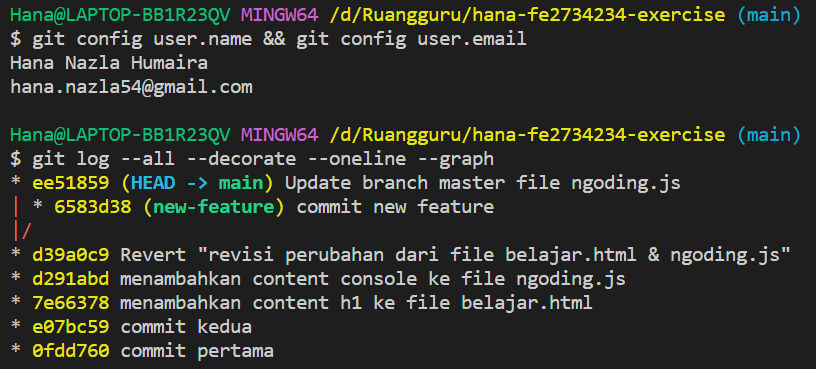 Hana@LAPTOP-BB1R23QV MINGW64 /d/Ruangguru/hana-fe2734234-exercise (main)
$ git config user.name && git config user.email
Hana Nazla Humaira
hana.nazla54@gmail.com
Hana@LAPTOP-BB1R23QV MINGW64 /d/Ruangguru/hana-fe2734234-exercise (main)
$ git log --all --decorate --oneline --graph
* ee51859 (HEAD -> main) Update branch master file ngoding.js
| * 6583d38 (new-feature) commit new feature
|/
* d39a0c9 Revert "revisi perubahan dari file belajar.html & ngoding.js"
* d291abd menambahkan content console ke file ngoding.js
* 7e66378 menambahkan content h1 ke file belajar.html
* e07bc59 commit kedua
* 0fdd760 commit pertama